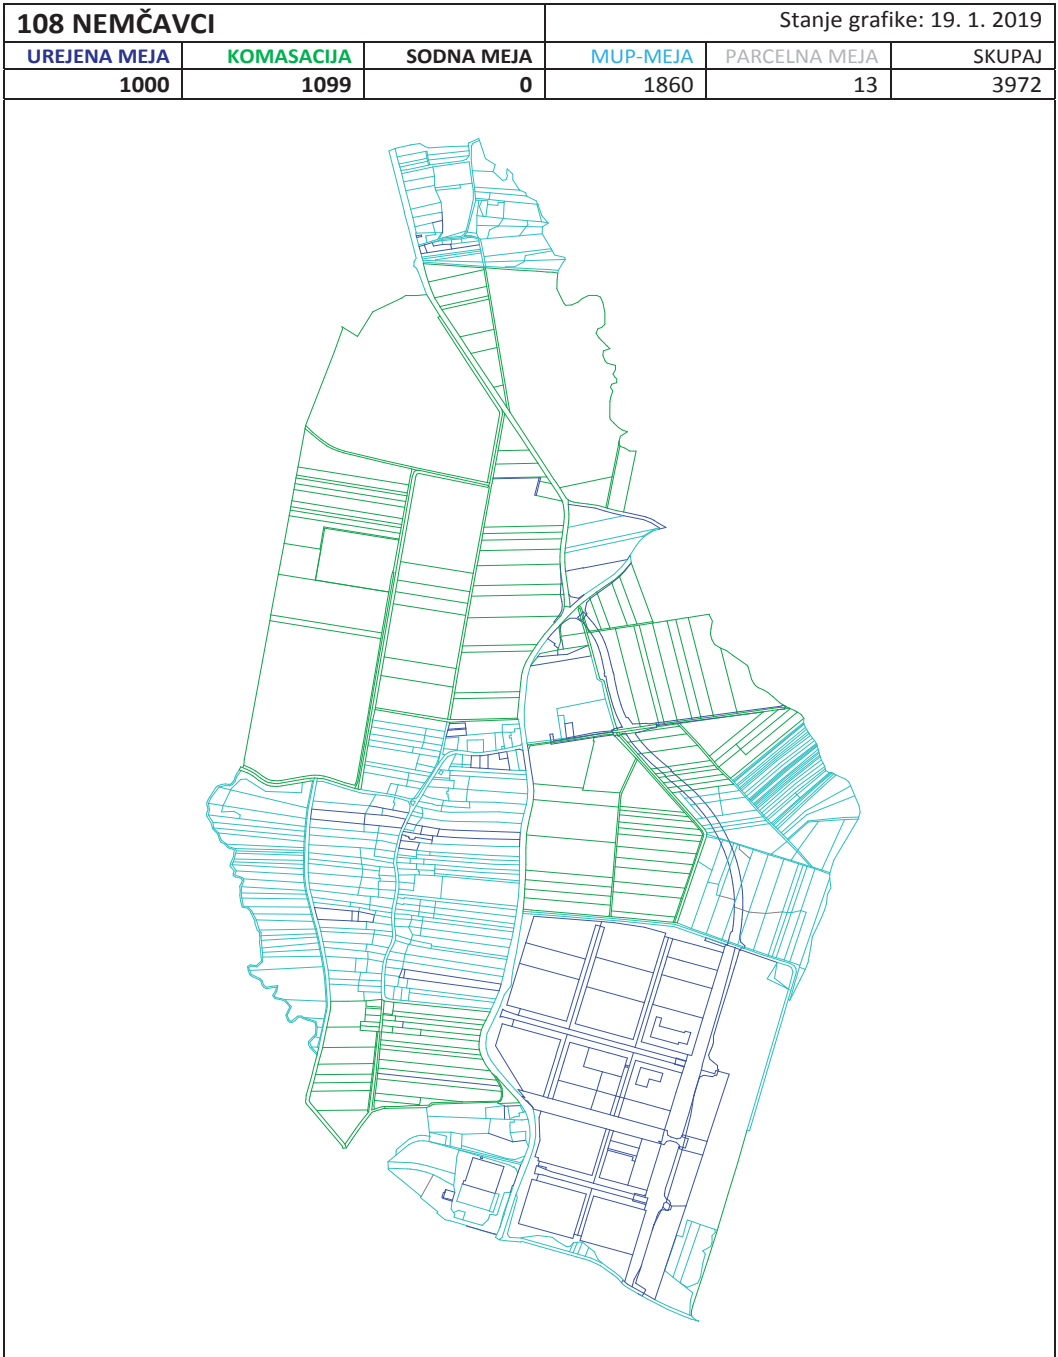 108 NEMČAVCI Stanje grafike: 19. 1. 2019
UREJENA MEJA KOMASACIJA SODNA MEJA MUP-MEJA PARCELNA MEJA SKUPAJ
1000 1099 0 1860 13 3972